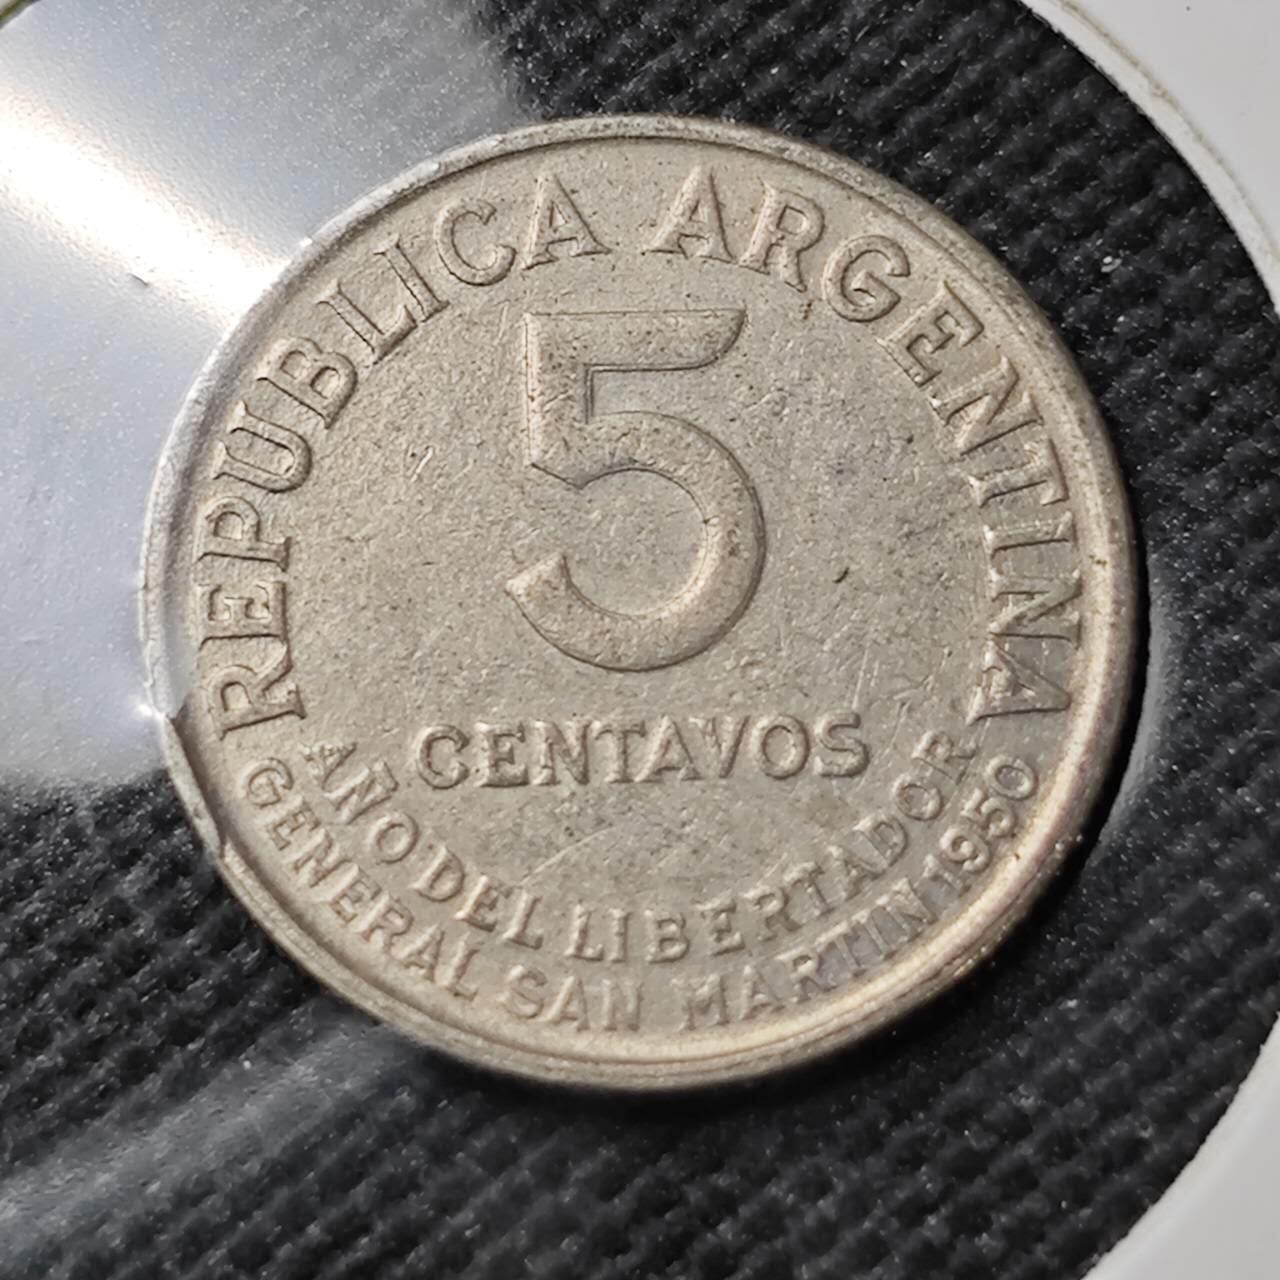 REPUBLICA ARGENTINA
5
CENTAVOS
AÑO DEL LIBERTADOR
GENERAL SAN MARTIN 1950